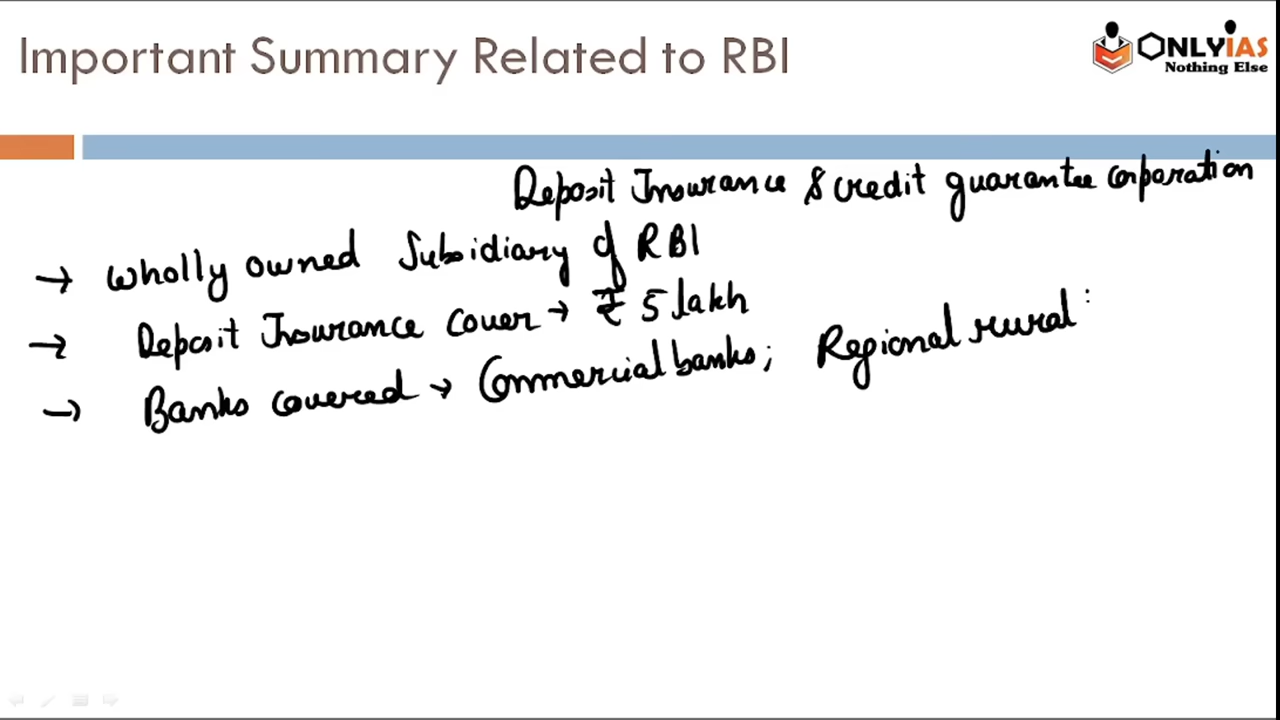 Important Summary Related to RBI
ONLYIAS
Nothing Else
Deposit Insurance & credit guarantee corporation
→ wholly owned Subsidiary of RBI
→ Deposit Insurance cover → ₹ 5 lakh
→ Banks covered → Commercial banks; Regional rural :